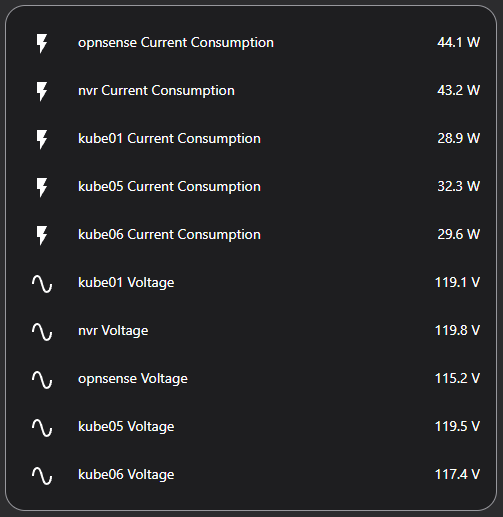 opnsense Current Consumption 44.1 W
nvr Current Consumption 43.2 W
kube01 Current Consumption 28.9 W
kube05 Current Consumption 32.3 W
kube06 Current Consumption 29.6 W
kube01 Voltage 119.1 V
nvr Voltage 119.8 V
opnsense Voltage 115.2 V
kube05 Voltage 119.5 V
kube06 Voltage 117.4 V